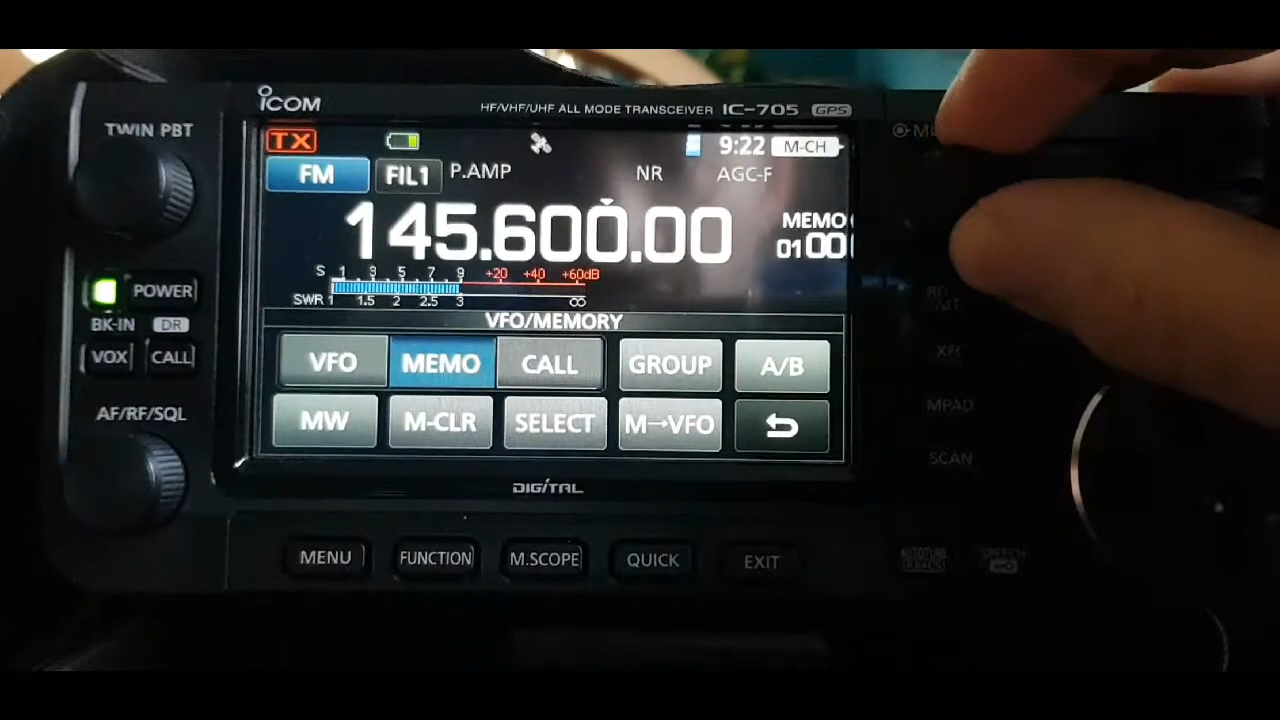 ICOM
HF/VHF/UHF ALL MODE TRANSCEIVER IC-705 GPS
TWIN PBT
TX 9:22 M-CH
FM FIL1 P.AMP NR AGC-F
145.600.00 MEMO
01 00
S 1 3 5 7 9 +20 +40 +60dB
SWR 1 1.5 2 2.5 3 ∞
POWER
VFO/MEMORY
BK-IN DR
VOX CALL
VFO MEMO CALL GROUP A/B
MW M-CLR SELECT M→VFO
AF/RF/SQL
MPAD
SCAN
DIGITAL
MENU FUNCTION M.SCOPE QUICK EXIT
SPEECH